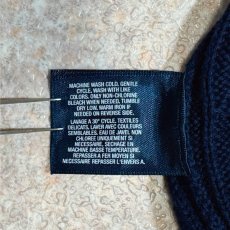 MACHINE WASH COLD, GENTLE
CYCLE, WASH WITH LIKE
COLORS, ONLY NON-CHLORINE
BLEACH WHEN NEEDED, TUMBLE
DRY LOW, WARM IRON IF
NEEDED ON REVERSE SIDE.
LAVAGE A 30° CYCLE, TEXTILES
DELICATS, LAVER AVEC COULEURS
SEMBLABLES, EAU DE JAVEL NON
CHLOREE UNIQUEMENT SI
NECESSAIRE, SECHAGE EN
MACHINE BASSE TEMPERATURE,
REPASSER A FER MOYEN SI
NECESSAIRE REPASSER A L'ENVERS A.